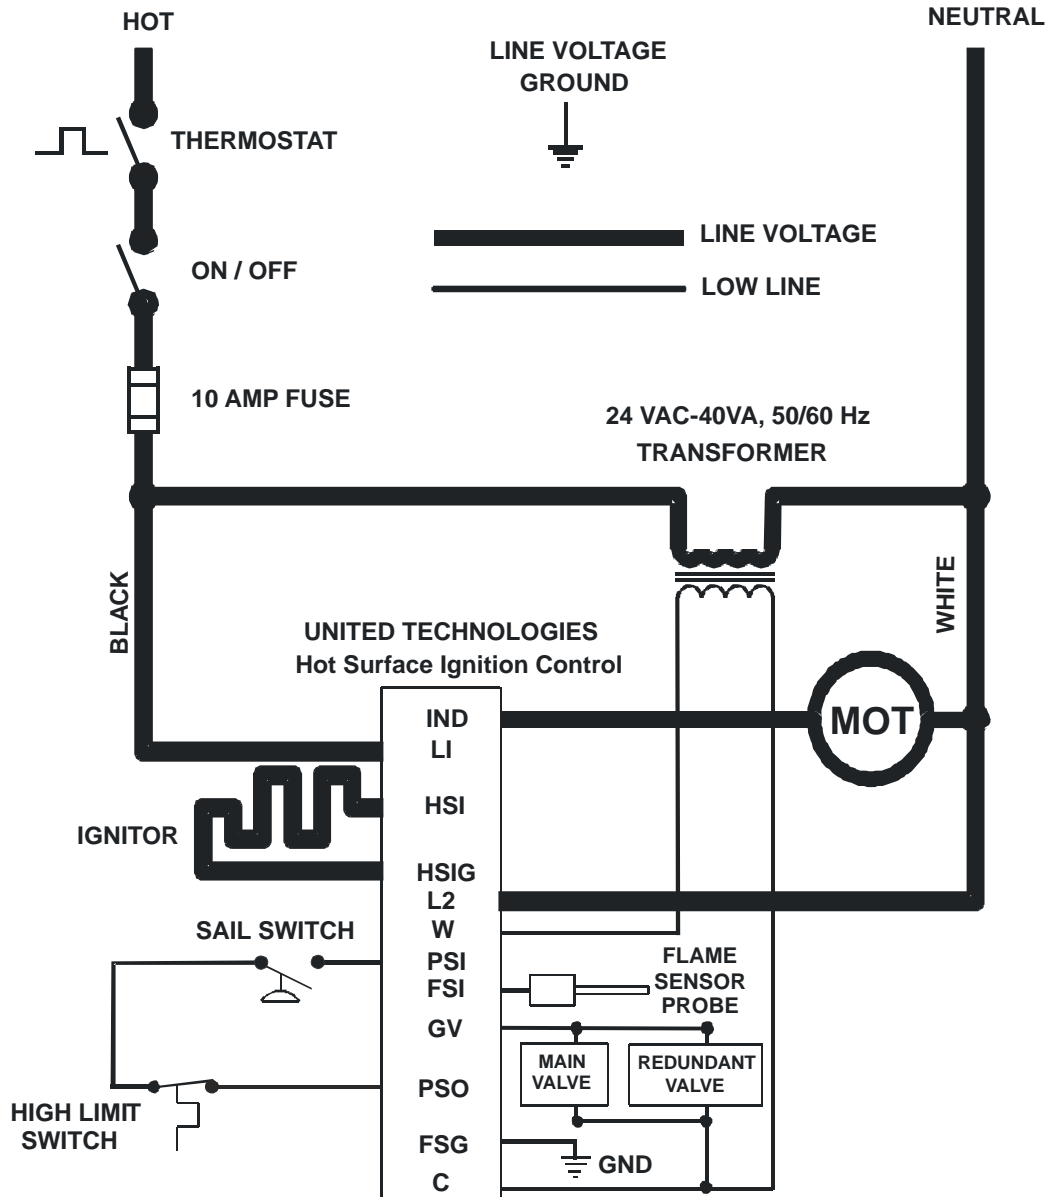 HOT
NEUTRAL
LINE VOLTAGE
GROUND
THERMOSTAT
LINE VOLTAGE
ON / OFF
LOW LINE
10 AMP FUSE
24 VAC-40VA, 50/60 Hz
TRANSFORMER
BLACK
WHITE
UNITED TECHNOLOGIES
Hot Surface Ignition Control
IND
MOT
LI
HSI
IGNITOR
HSIG
L2
W
SAIL SWITCH
PSI
FLAME
SENSOR
PROBE
FSI
GV
MAIN
VALVE
REDUNDANT
VALVE
PSO
HIGH LIMIT
SWITCH
FSG
GND
C